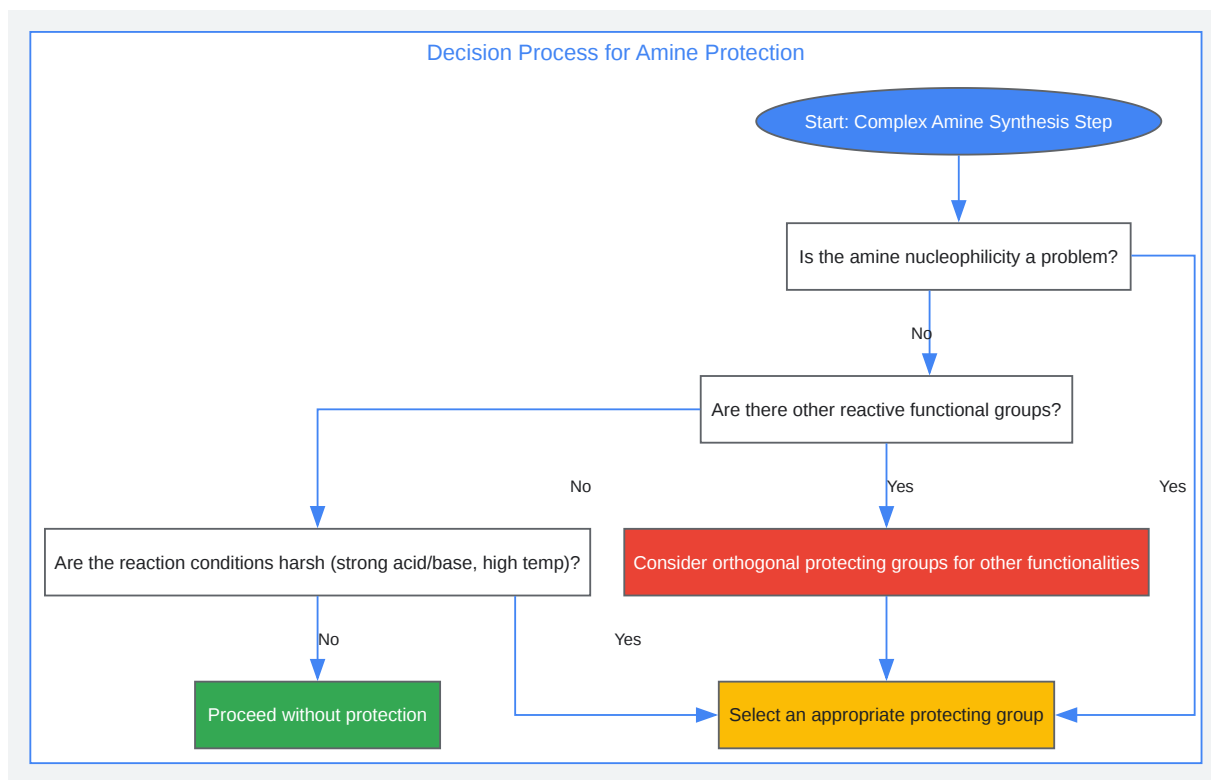 Decision Process for Amine Protection
Start: Complex Amine Synthesis Step
Is the amine nucleophilicity a problem?
No
Are there other reactive functional groups?
No
Yes
Yes
Are the reaction conditions harsh (strong acid/base, high temp)?
Consider orthogonal protecting groups for other functionalities
No
Yes
Proceed without protection
Select an appropriate protecting group